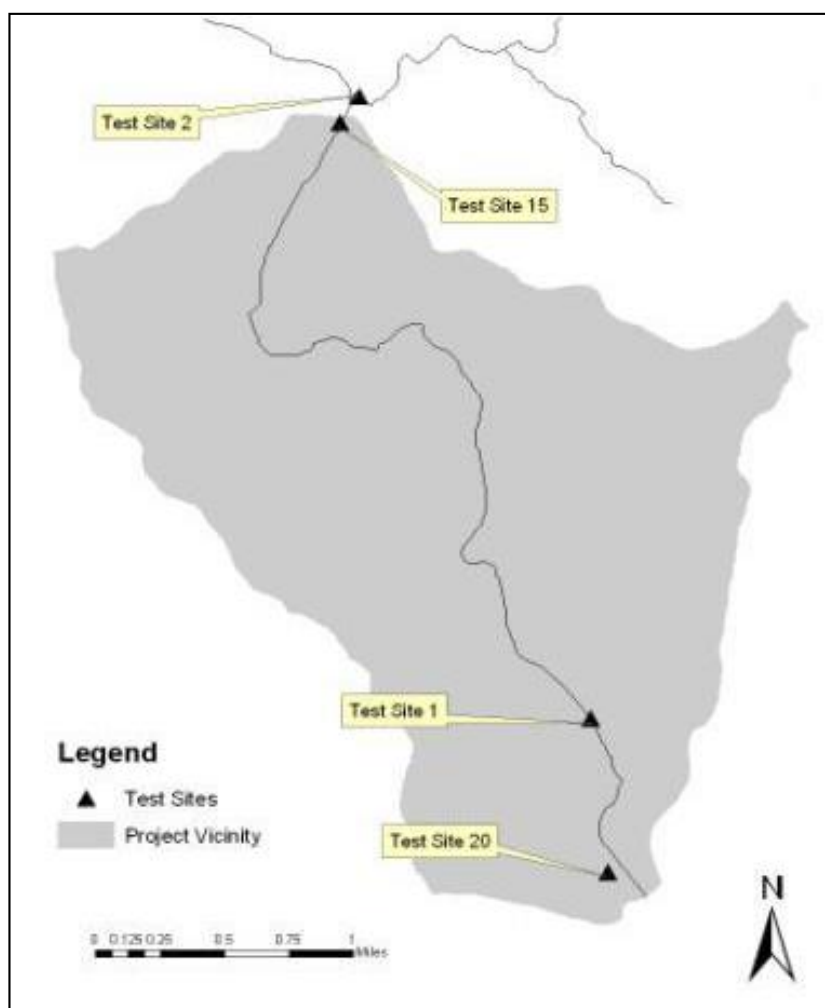 Test Site 2
Test Site 15
Test Site 1
Legend
Test Sites
Project Vicinity
Test Site 20
N
0 0.125 0.25 0.5 0.75 1
Miles